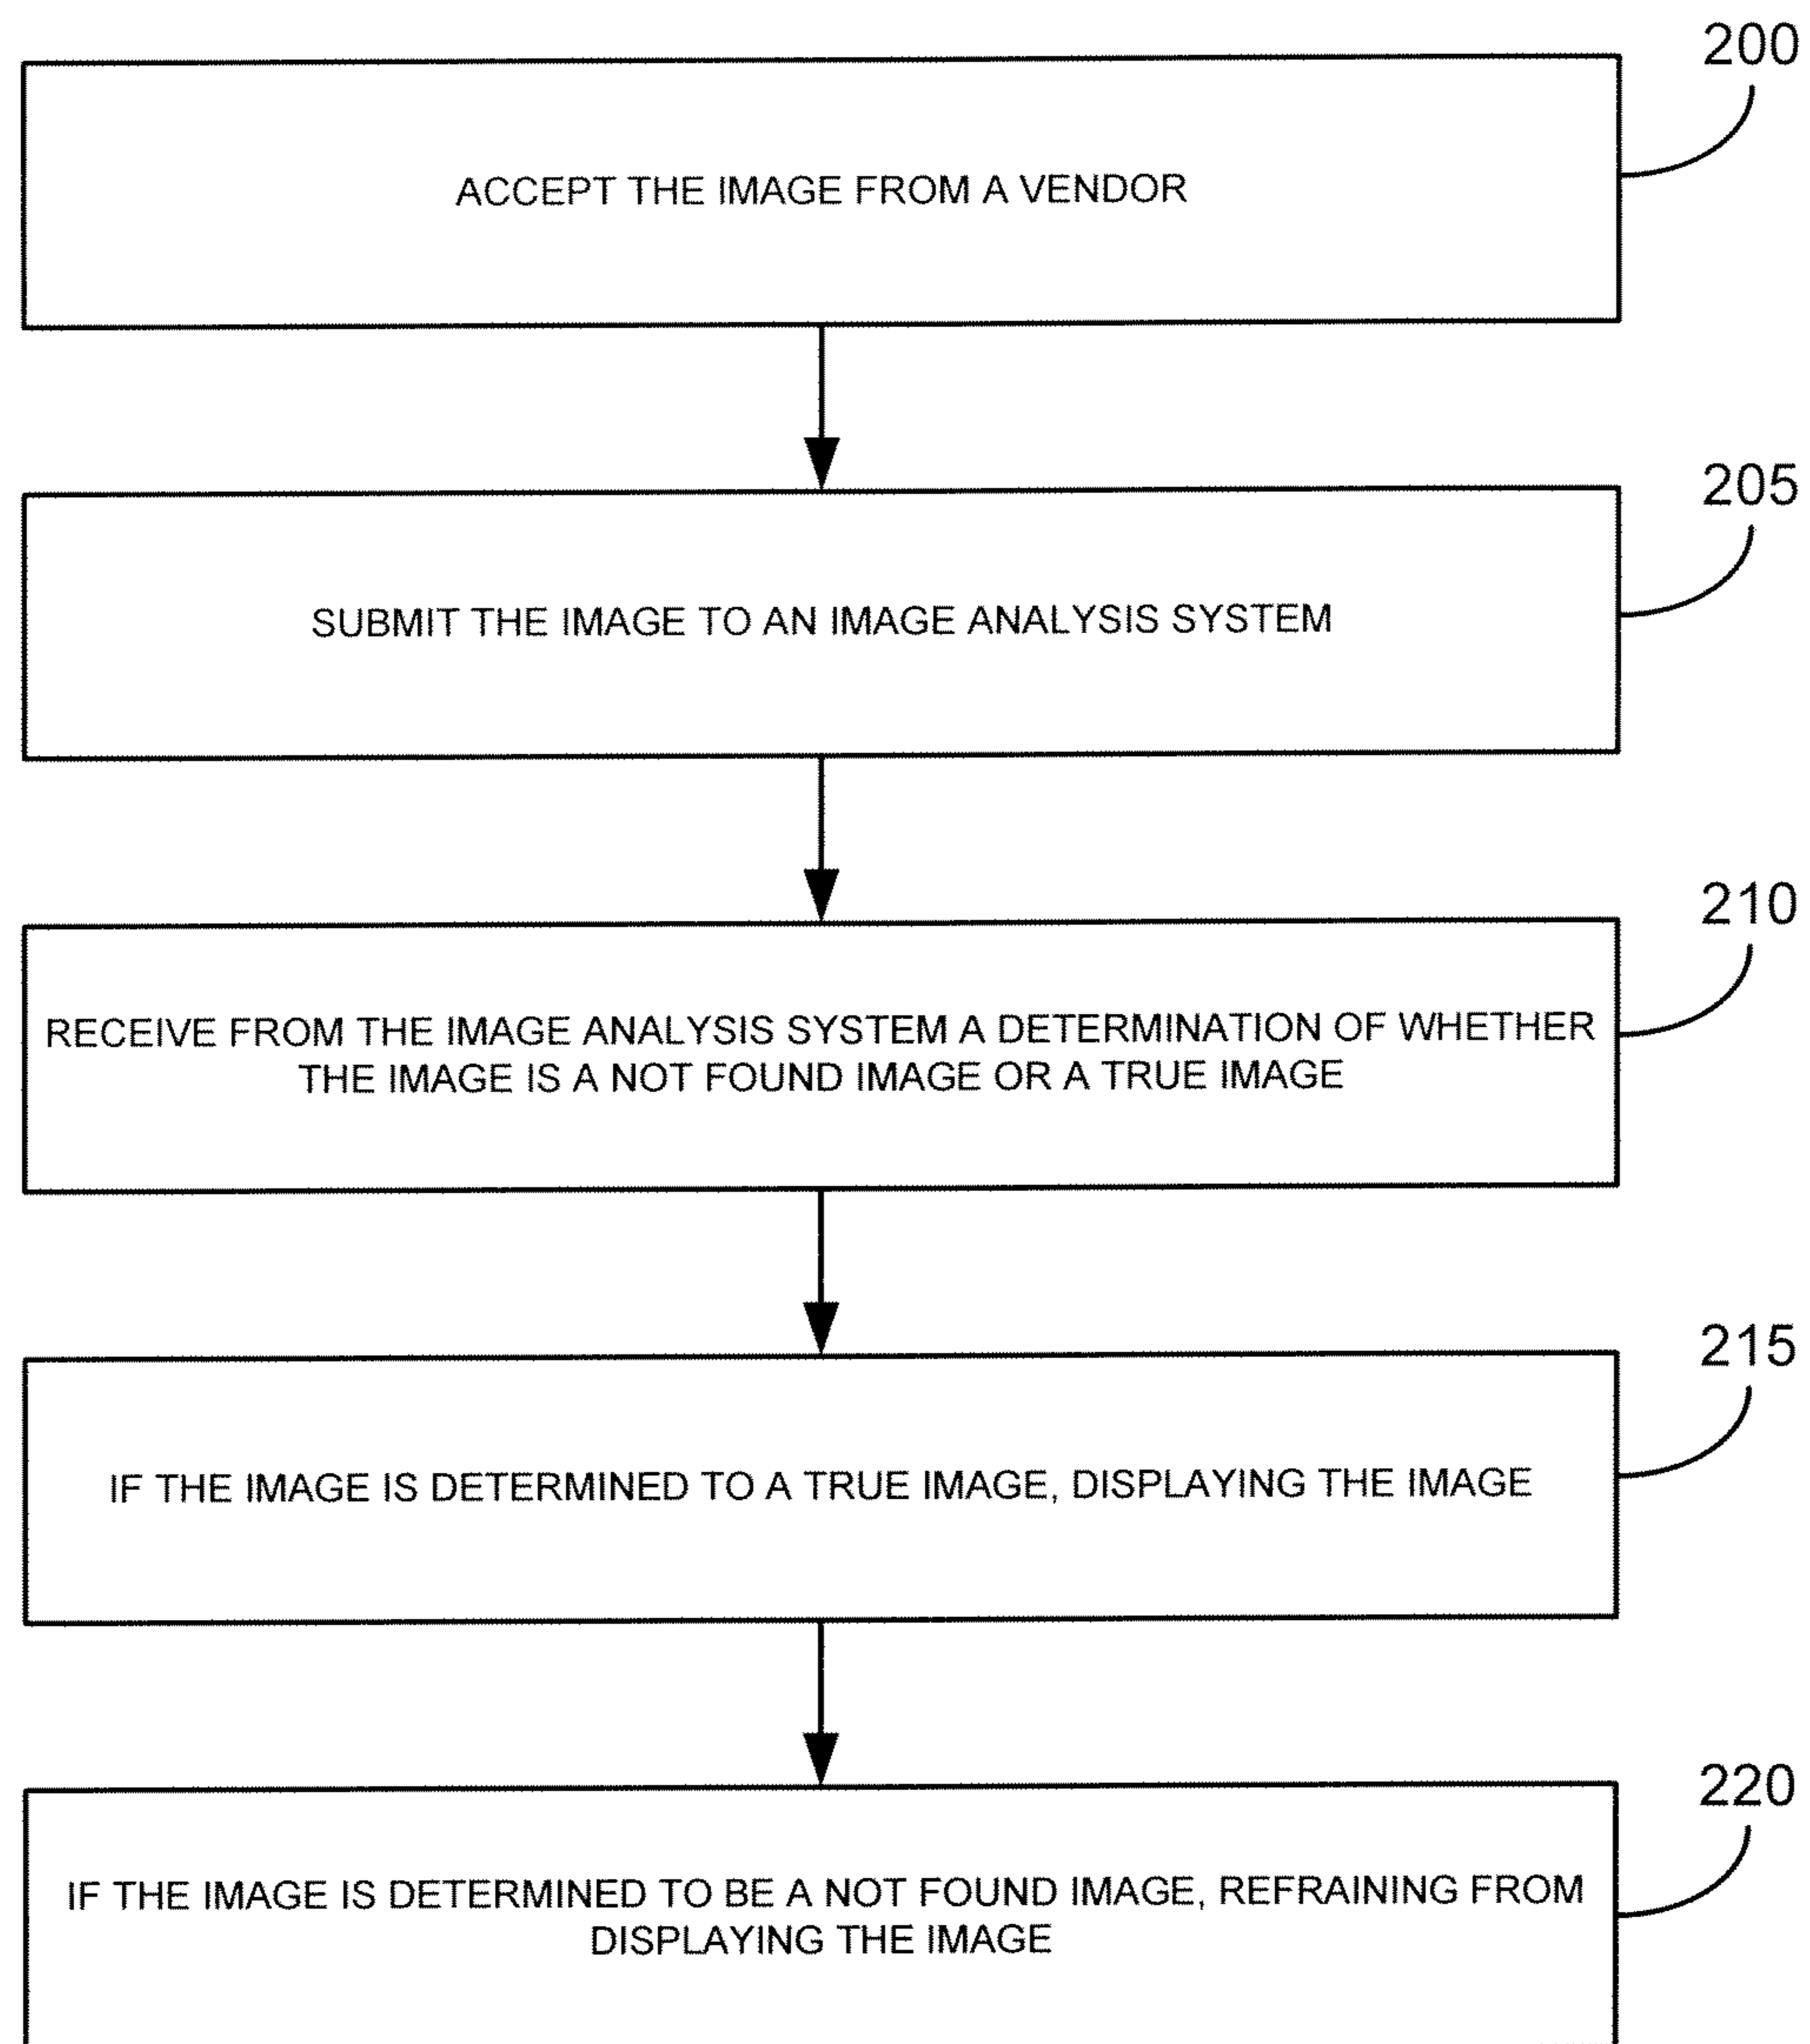 200
ACCEPT THE IMAGE FROM A VENDOR
205
SUBMIT THE IMAGE TO AN IMAGE ANALYSIS SYSTEM
210
RECEIVE FROM THE IMAGE ANALYSIS SYSTEM A DETERMINATION OF WHETHER
THE IMAGE IS A NOT FOUND IMAGE OR A TRUE IMAGE
215
IF THE IMAGE IS DETERMINED TO A TRUE IMAGE, DISPLAYING THE IMAGE
220
IF THE IMAGE IS DETERMINED TO BE A NOT FOUND IMAGE, REFRAINING FROM
DISPLAYING THE IMAGE